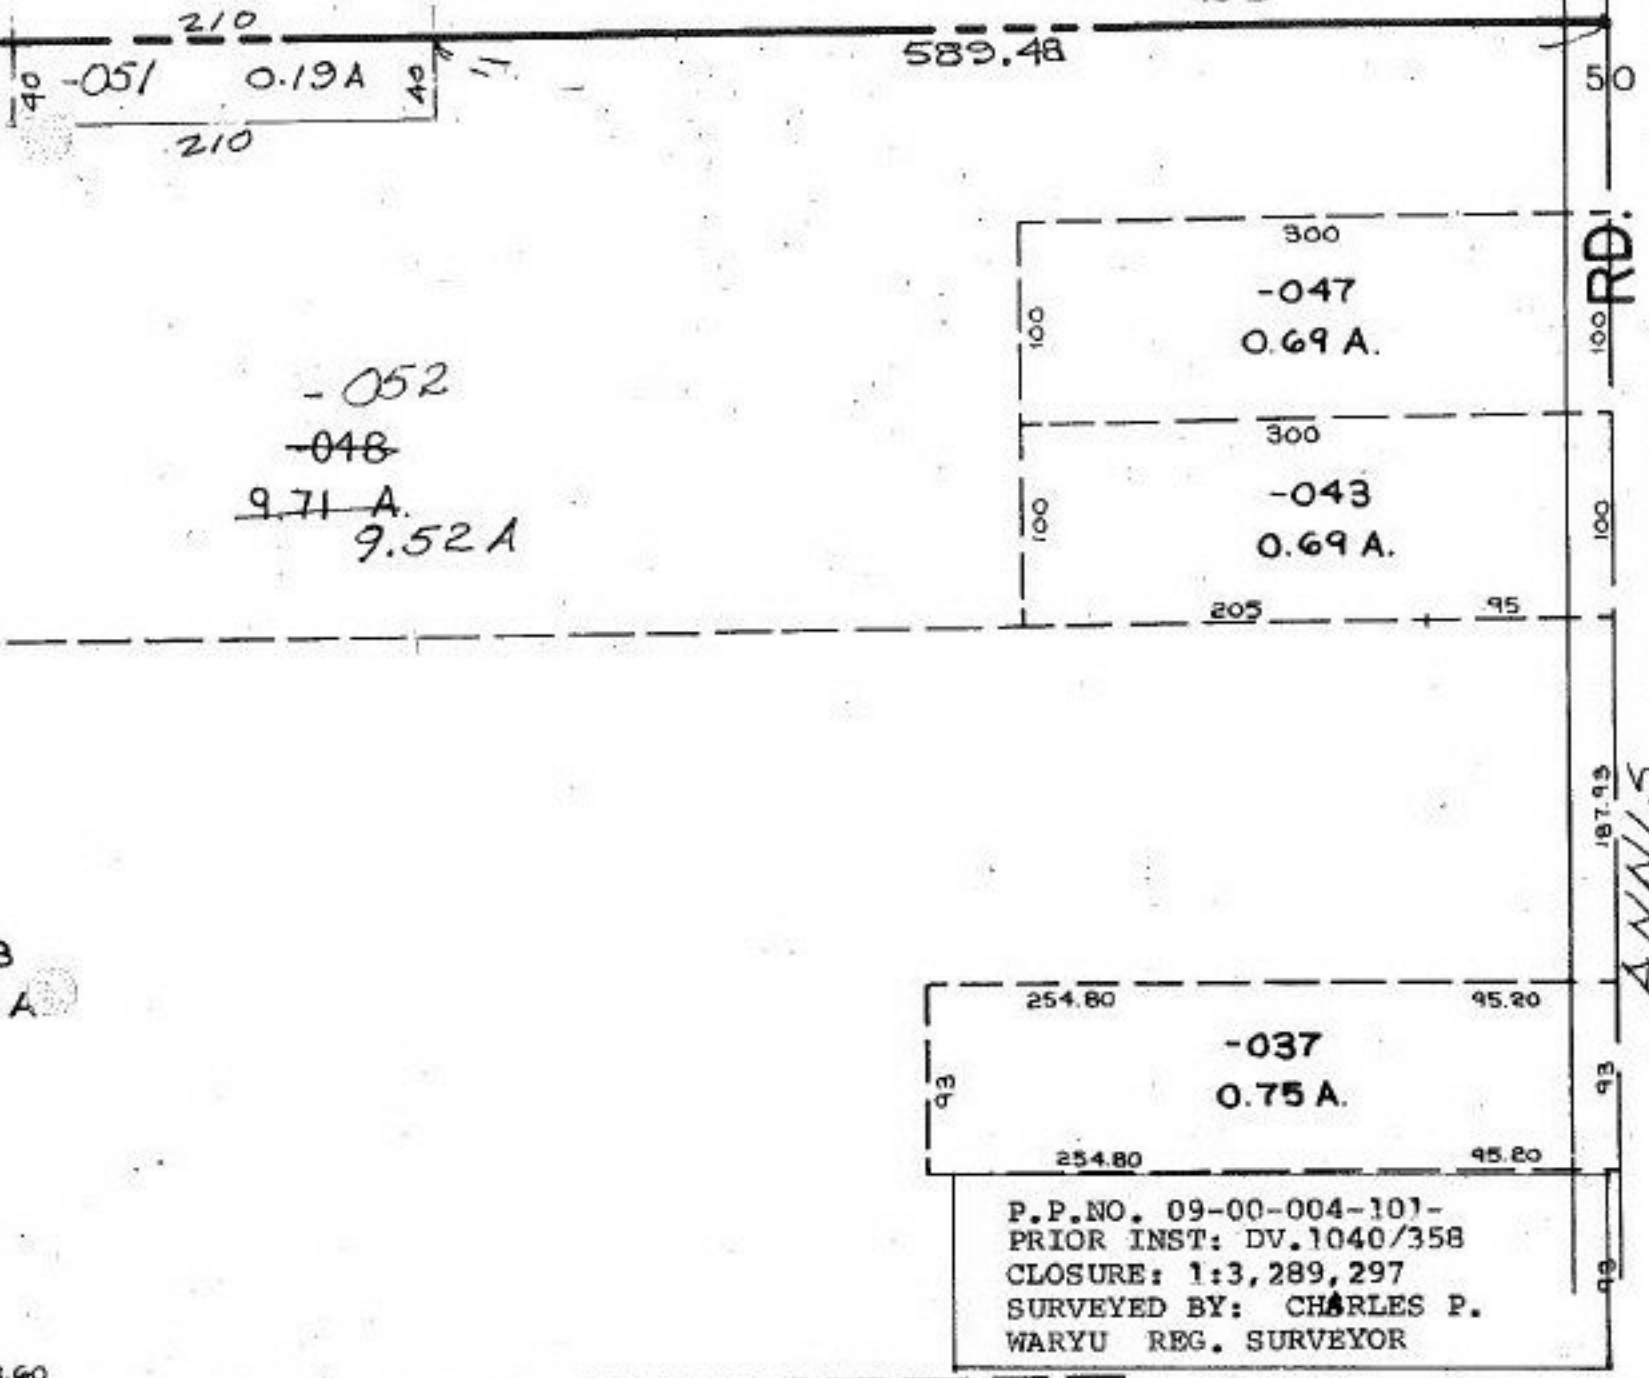 210
589.48
40 -051 0.19A 40
50
210
300
-047
0.69 A.
100
100
RD.
300
-043
0.69 A.
100
100
- 052
-048
9.71 A.
9.52 A
205 95
187.93
ANNIS
254.80 95.20
-037
0.75 A.
93
93
254.80 95.20
P.P.NO. 09-00-004-101-
PRIOR INST: DV.1040/358
CLOSURE: 1:3,289,297
SURVEYED BY: CHARLES P.
WARYU REG. SURVEYOR
A